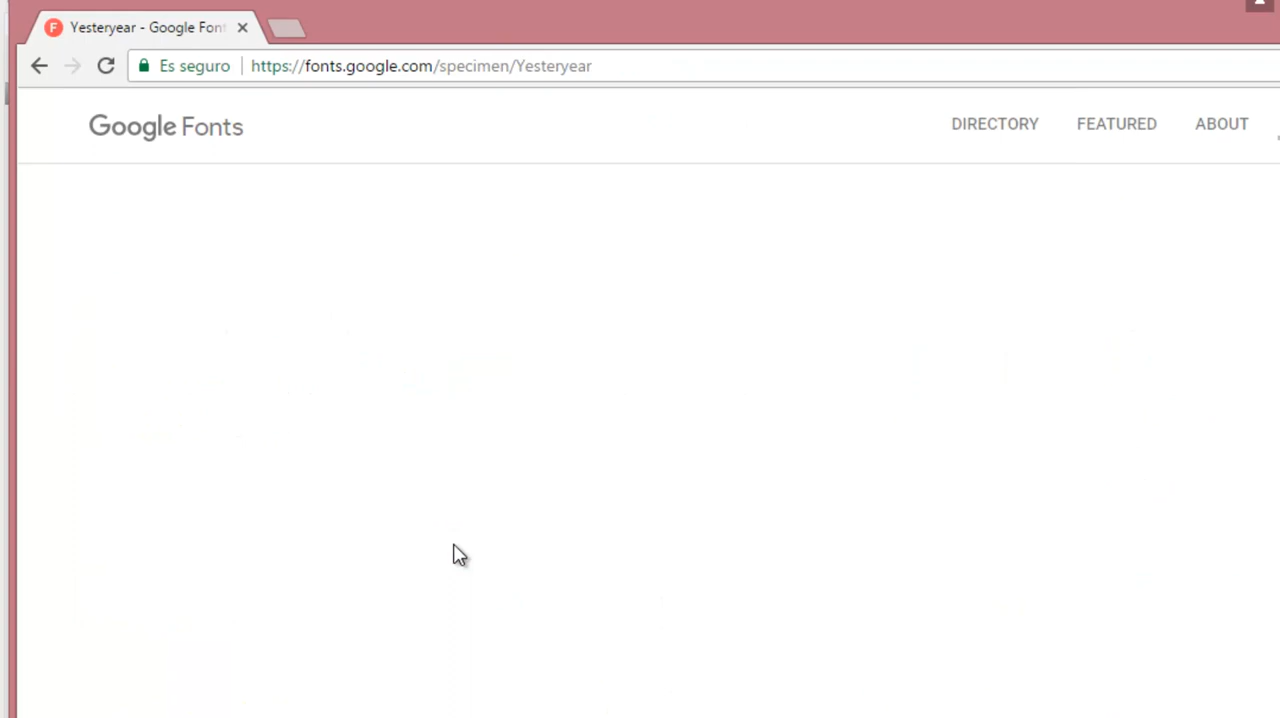 Yesteryear - Google Font
Es seguro https://fonts.google.com/specimen/Yesteryear
Google Fonts DIRECTORY FEATURED ABOUT